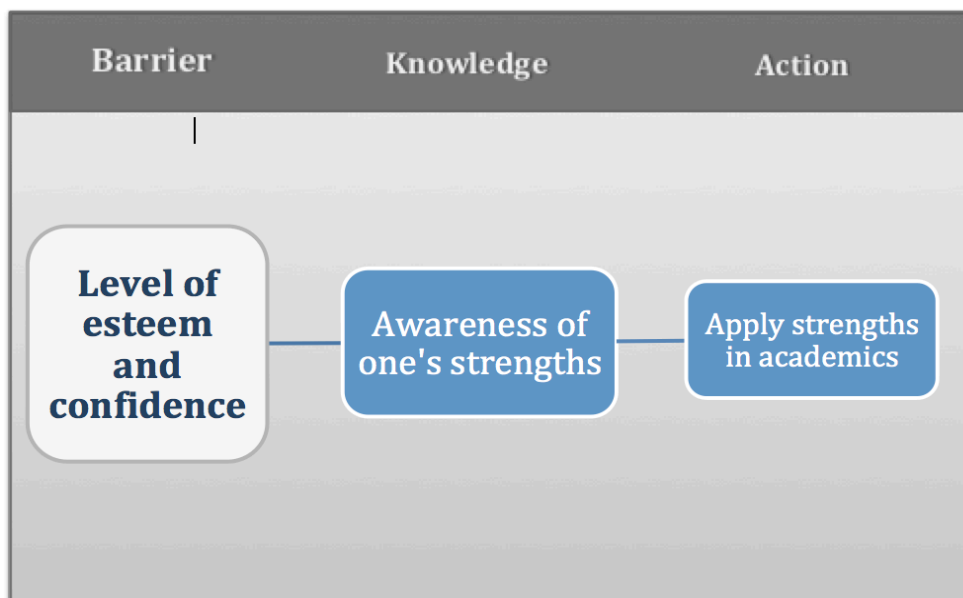 Barrier Knowledge Action
Level of
esteem
and
confidence
Awareness of
one's strengths
Apply strengths
in academics